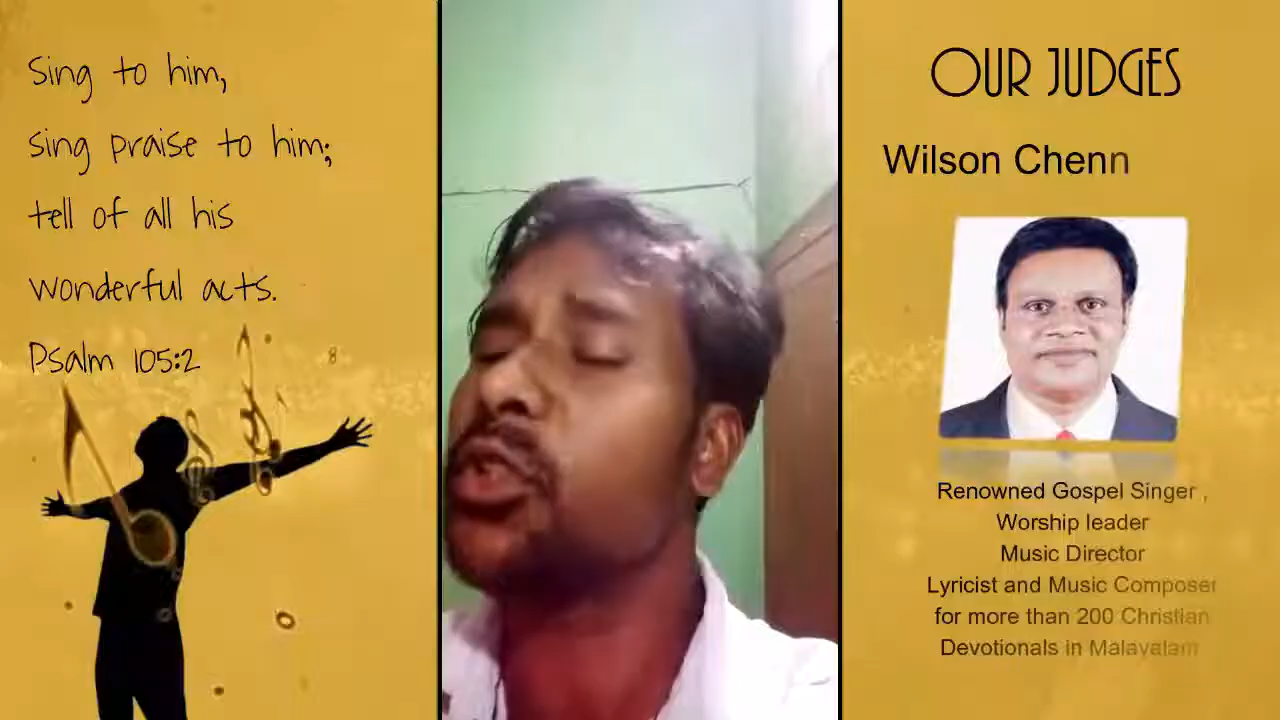 Sing to him,
sing praise to him;
tell of all his
wonderful acts.
Psalm 105:2
OUR JUDGES
Wilson Chenn
Renowned Gospel Singer ,
Worship leader
Music Director
Lyricist and Music Composer
for more than 200 Christian
Devotionals in Malayalam